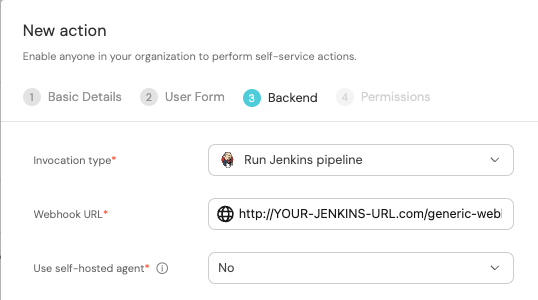 New action
Enable anyone in your organization to perform self-service actions.
1 Basic Details 2 User Form 3 Backend 4 Permissions
Invocation type* Run Jenkins pipeline
Webhook URL* http://YOUR-JENKINS-URL.com/generic-web
Use self-hosted agent* No